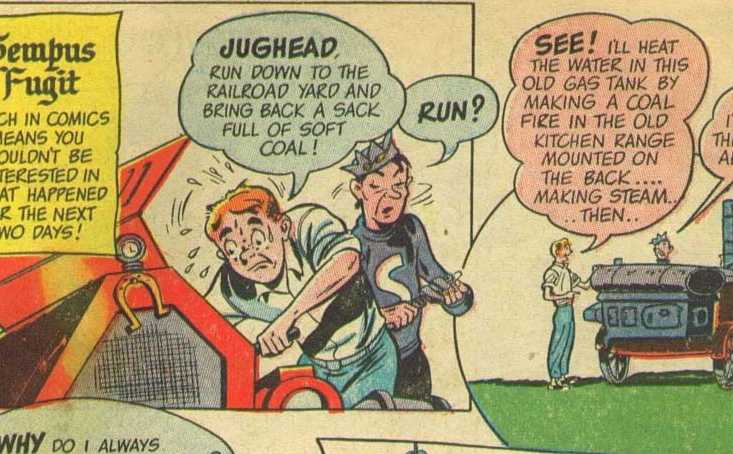 Tempus
Fugit
CH IN COMICS
MEANS YOU
OULDN'T BE
TERESTED IN
AT HAPPENED
R THE NEXT
WO DAYS!
JUGHEAD,
RUN DOWN TO THE
RAILROAD YARD AND
BRING BACK A SACK
FULL OF SOFT
COAL!
RUN?
S
SEE! I'LL HEAT
THE WATER IN THIS
OLD GAS TANK BY
MAKING A COAL
FIRE IN THE OLD
KITCHEN RANGE
MOUNTED ON
THE BACK....
MAKING STEAM..
..THEN..
WHY DO I ALWAYS